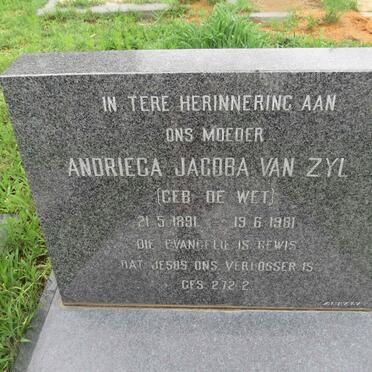 IN TERE HERINNERING AAN
ONS MOEDER
ANDRIEGA JACOBA VAN ZYL
(GEB DE WET)
21.5.1891 - 19.6.1981
DIE EVANGELIE IS GEWIS
DAT JESUS ONS VERLOSSER IS
GES. 272:2